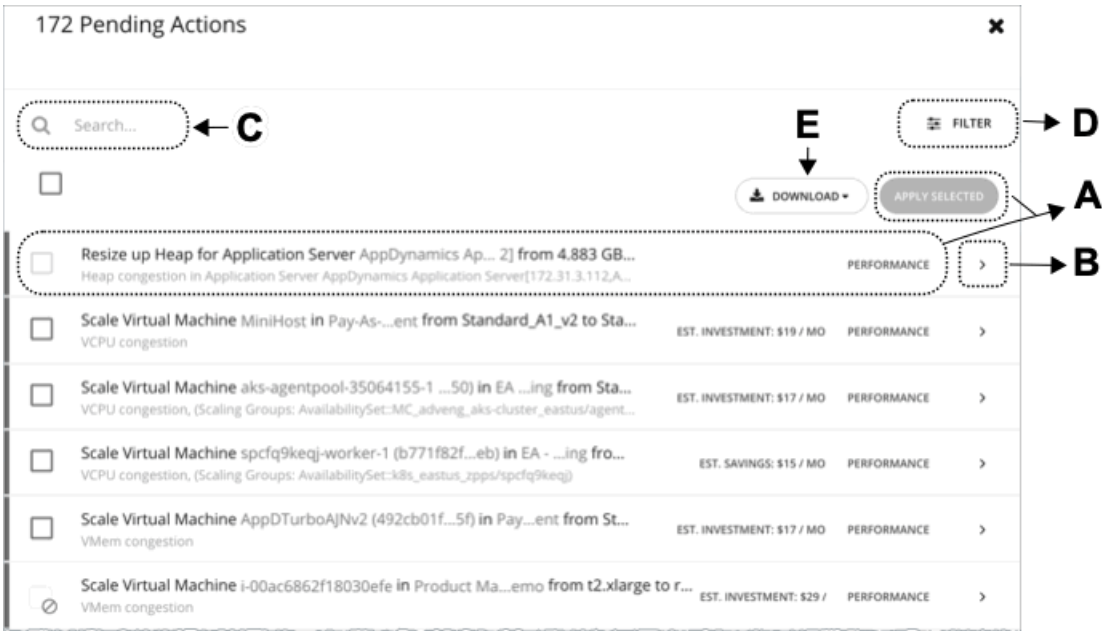 172 Pending Actions
Search...
C
FILTER
D
E
DOWNLOAD
APPLY SELECTED
A
Resize up Heap for Application Server AppDynamics Ap... 2] from 4.883 GB...
PERFORMANCE
B
Heap congestion in Application Server AppDynamics Application Server[172.31.3.112,A...
Scale Virtual Machine MiniHost in Pay-As-...ent from Standard_A1_v2 to Sta...
EST. INVESTMENT: $19 / MO PERFORMANCE
VCPU congestion
Scale Virtual Machine aks-agentpool-35064155-1 ...50) in EA ...ing from Sta...
EST. INVESTMENT: $17 / MO PERFORMANCE
VCPU congestion, (Scaling Groups: AvailabilitySet::MC_adveng_aks-cluster_eastus/agent...
Scale Virtual Machine spcfq9keqj-worker-1 (b771f82f...eb) in EA - ...ing fro...
EST. SAVINGS: $15 / MO PERFORMANCE
VCPU congestion, (Scaling Groups: AvailabilitySet::k8s_eastus_zpps/spcfq9keqj)
Scale Virtual Machine AppDTurboAJNv2 (492cb01f...5f) in Pay...ent from St...
EST. INVESTMENT: $17 / MO PERFORMANCE
VMem congestion
Scale Virtual Machine i-00ac6862f18030efe in Product Ma...emo from t2.xlarge to r...
EST. INVESTMENT: $29 / PERFORMANCE
VMem congestion